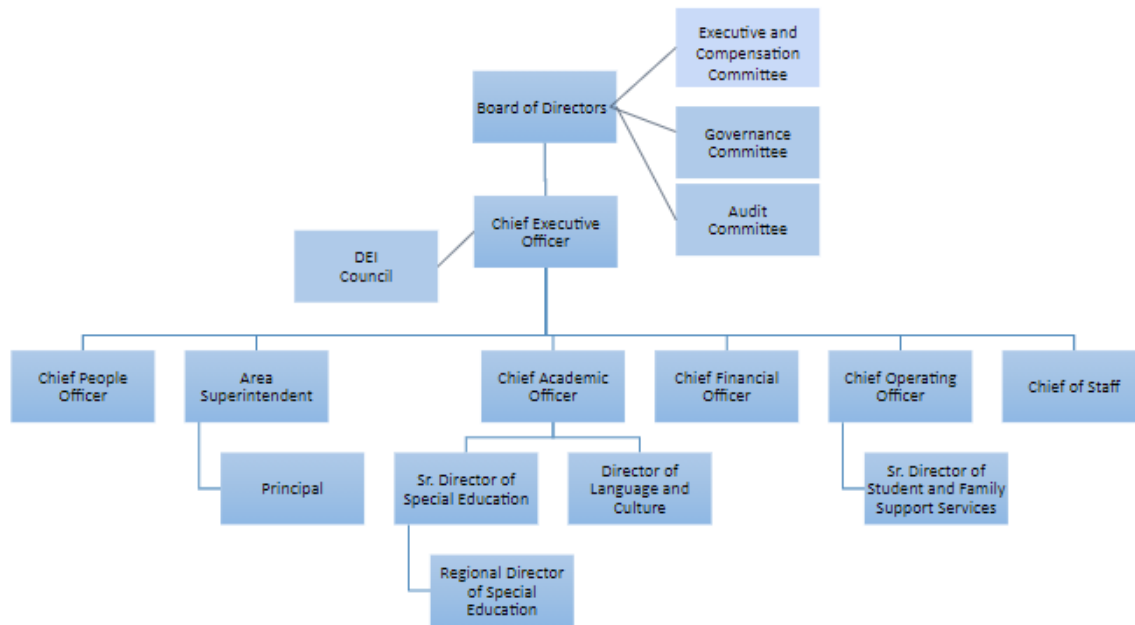 Executive and
Compensation
Committee
Board of Directors
Governance
Committee
Audit
Committee
Chief Executive
Officer
DEI
Council
Chief People
Officer
Area
Superintendent
Chief Academic
Officer
Chief Financial
Officer
Chief Operating
Officer
Chief of Staff
Principal
Sr. Director of
Special Education
Director of
Language and
Culture
Sr. Director of
Student and Family
Support Services
Regional Director
of Special
Education